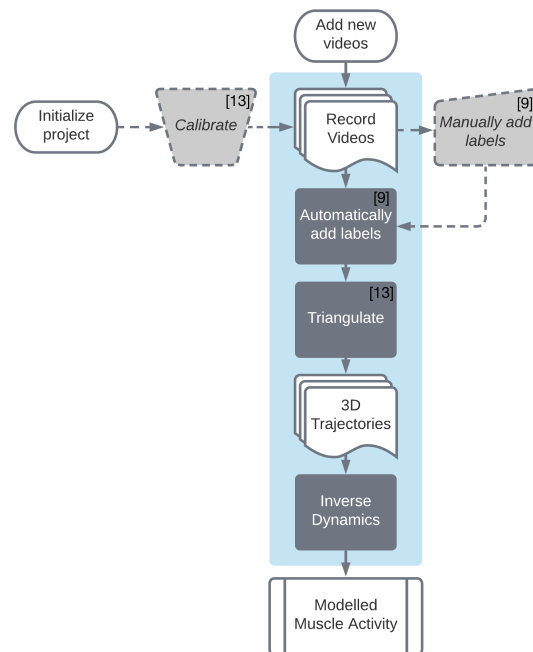 Add new
videos
Initialize
project
[13]
Calibrate
Record
Videos
[9]
Manually add
labels
[9]
Automatically
add labels
[13]
Triangulate
3D
Trajectories
Inverse
Dynamics
Modelled
Muscle Activity